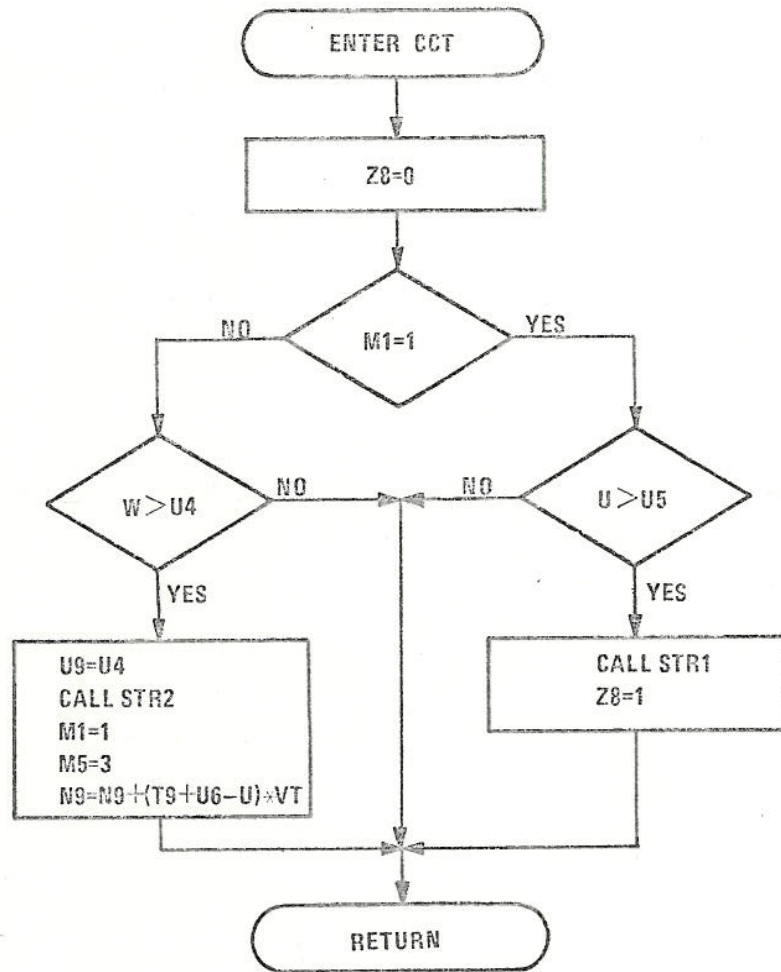 ENTER CCT
Z8=0
M1=1
NO
YES
W>U4
NO
NO
U>U5
YES
YES
U9=U4
CALL STR2
M1=1
M5=3
N9=N9+(T9+U6-U)*VT
CALL STR1
Z8=1
RETURN